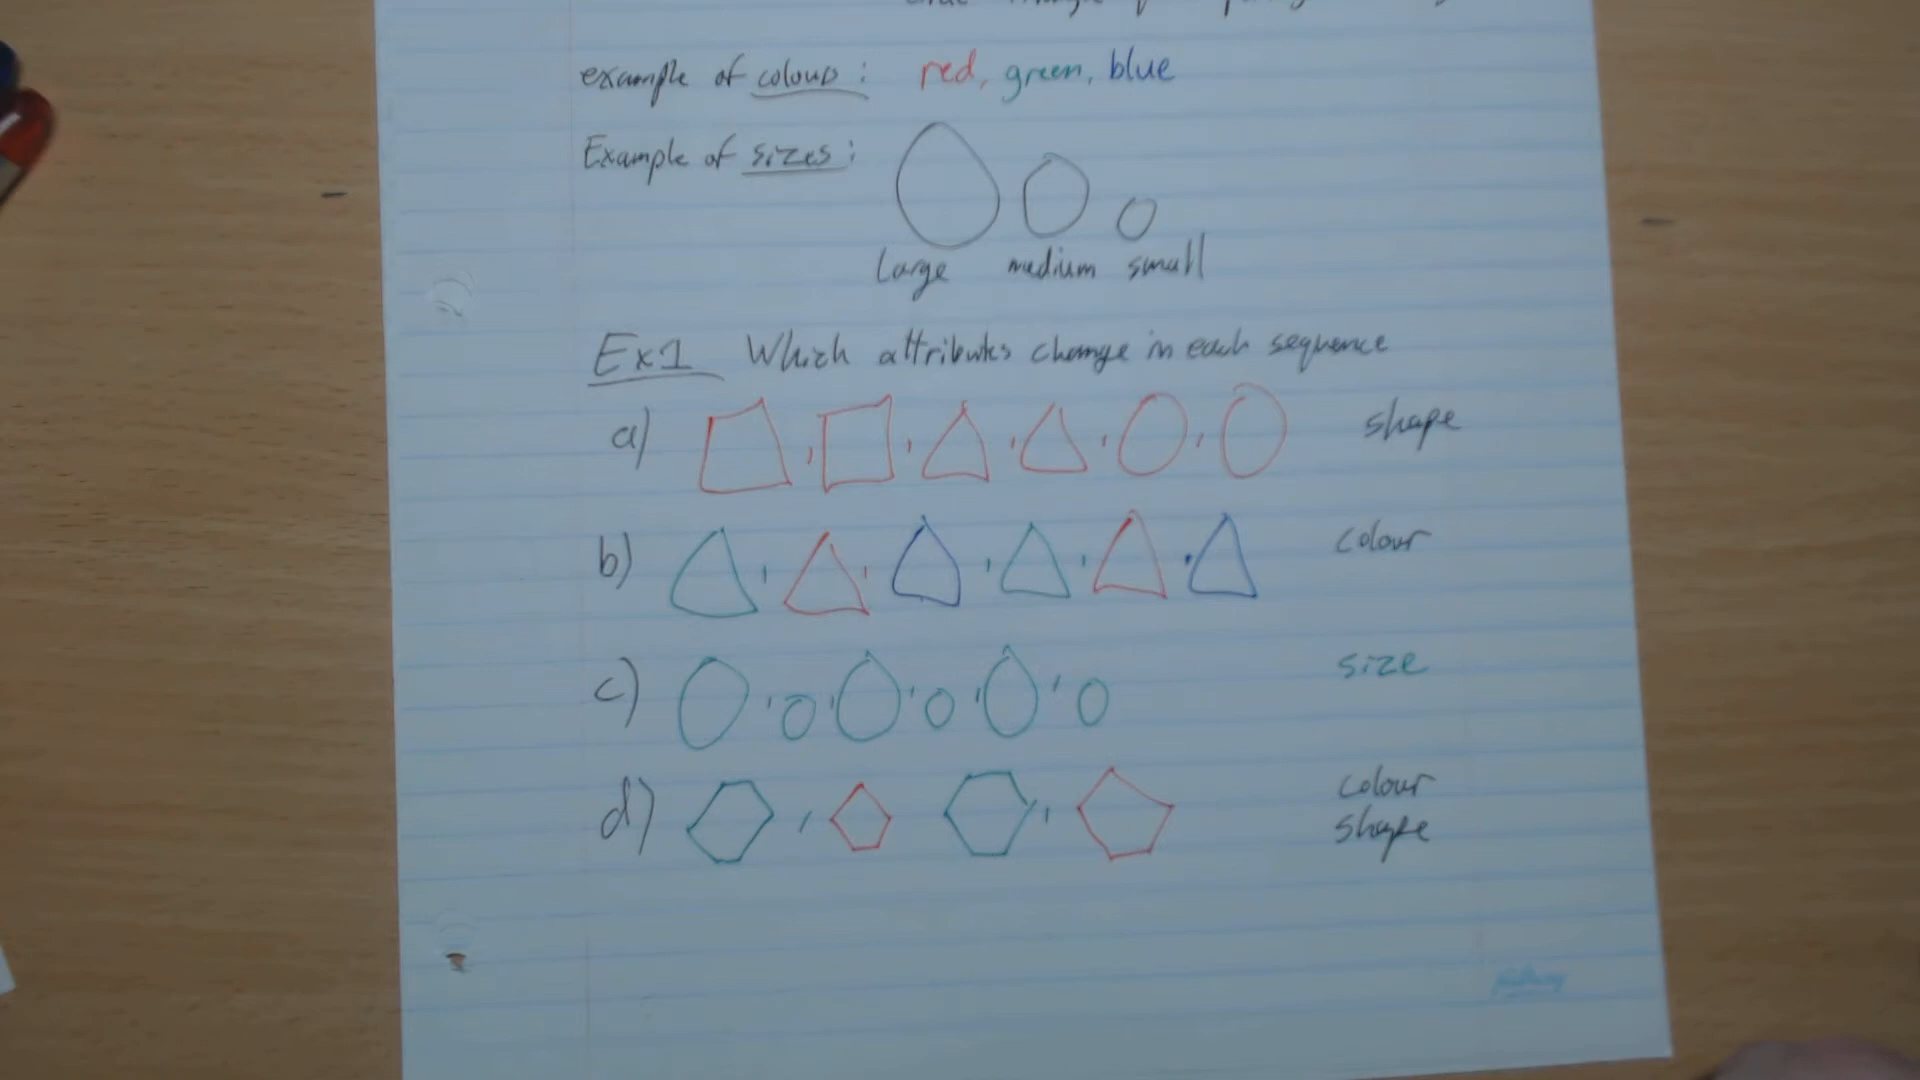 example of colours: red, green, blue
Example of sizes:
large medium small
Ex1 Which attributes change in each sequence
a) shape
b) colour
c) size
d) colour
shape